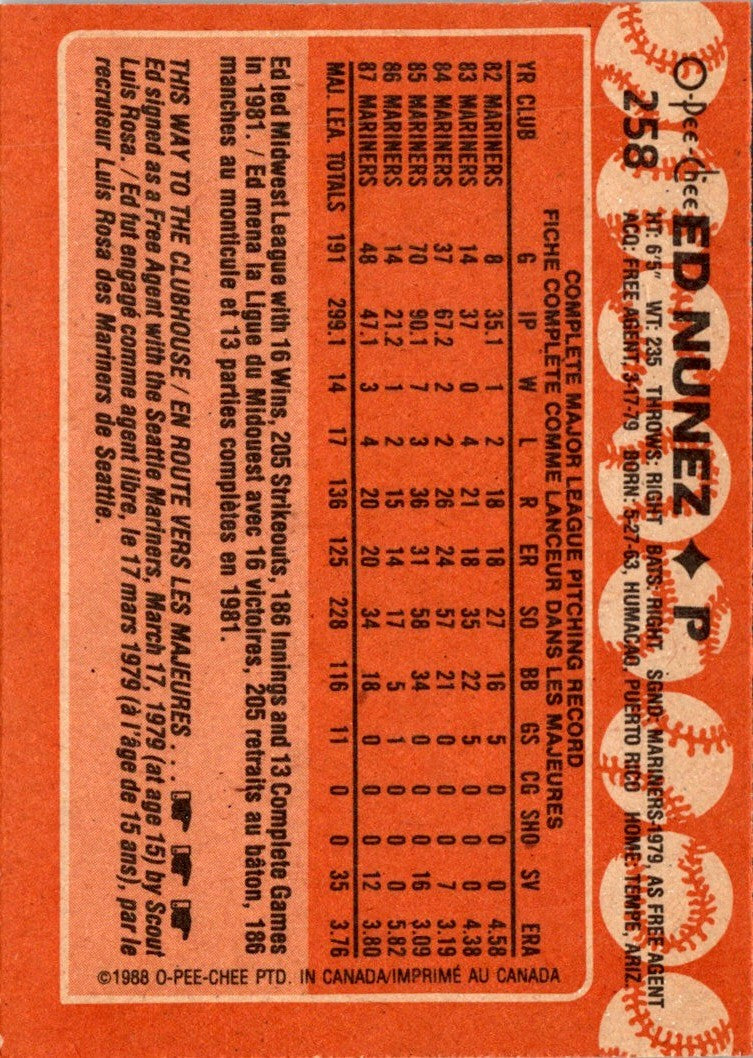 O-Pee-Chee
258
ED NUNEZ ✦ P
HT: 6'5" WT: 235 THROWS: RIGHT BATS: RIGHT SGND: MARINERS-1979, AS FREE AGENT
ACQ: FREE AGENT, 3-17-79 BORN: 5-27-63, HUMACAO, PUERTO RICO HOME: TEMPE, ARIZ.
COMPLETE MAJOR LEAGUE PITCHING RECORD
FICHE COMPLÈTE COMME LANCEUR DANS LES MAJEURES
YR CLUB G IP W L R ER SO BB GS CG SHO SV ERA
82 MARINERS 8 35.1 1 2 18 18 27 16 5 0 0 0 4.58
83 MARINERS 14 37 0 4 21 18 35 22 5 0 0 0 4.38
84 MARINERS 37 67.2 2 2 26 24 57 21 0 0 0 7 3.19
85 MARINERS 70 90.1 7 3 36 31 58 34 0 0 0 16 3.09
86 MARINERS 14 21.2 1 2 15 14 17 5 1 0 0 0 5.82
87 MARINERS 48 47.1 3 4 20 20 34 18 0 0 0 12 3.80
MAJ. LEA. TOTALS 191 299.1 14 17 136 125 228 116 11 0 0 35 3.76
Ed led Midwest League with 16 Wins, 205 Strikeouts, 186 Innings and 13 Complete Games
in 1981. / Ed mena la Ligue du Midouest avec 16 victoires, 205 retraits au bâton, 186
manches au monticule et 13 parties complètes en 1981.
THIS WAY TO THE CLUBHOUSE / EN ROUTE VERS LES MAJEURES . . .
Ed signed as a Free Agent with the Seattle Mariners, March 17, 1979 (at age 15) by Scout
Luis Rosa. / Ed fut engagé comme agent libre, le 17 mars 1979 (à l'âge de 15 ans), par le
recruteur Luis Rosa des Mariners de Seattle.
©1988 O-PEE-CHEE PTD. IN CANADA/IMPRIMÉ AU CANADA